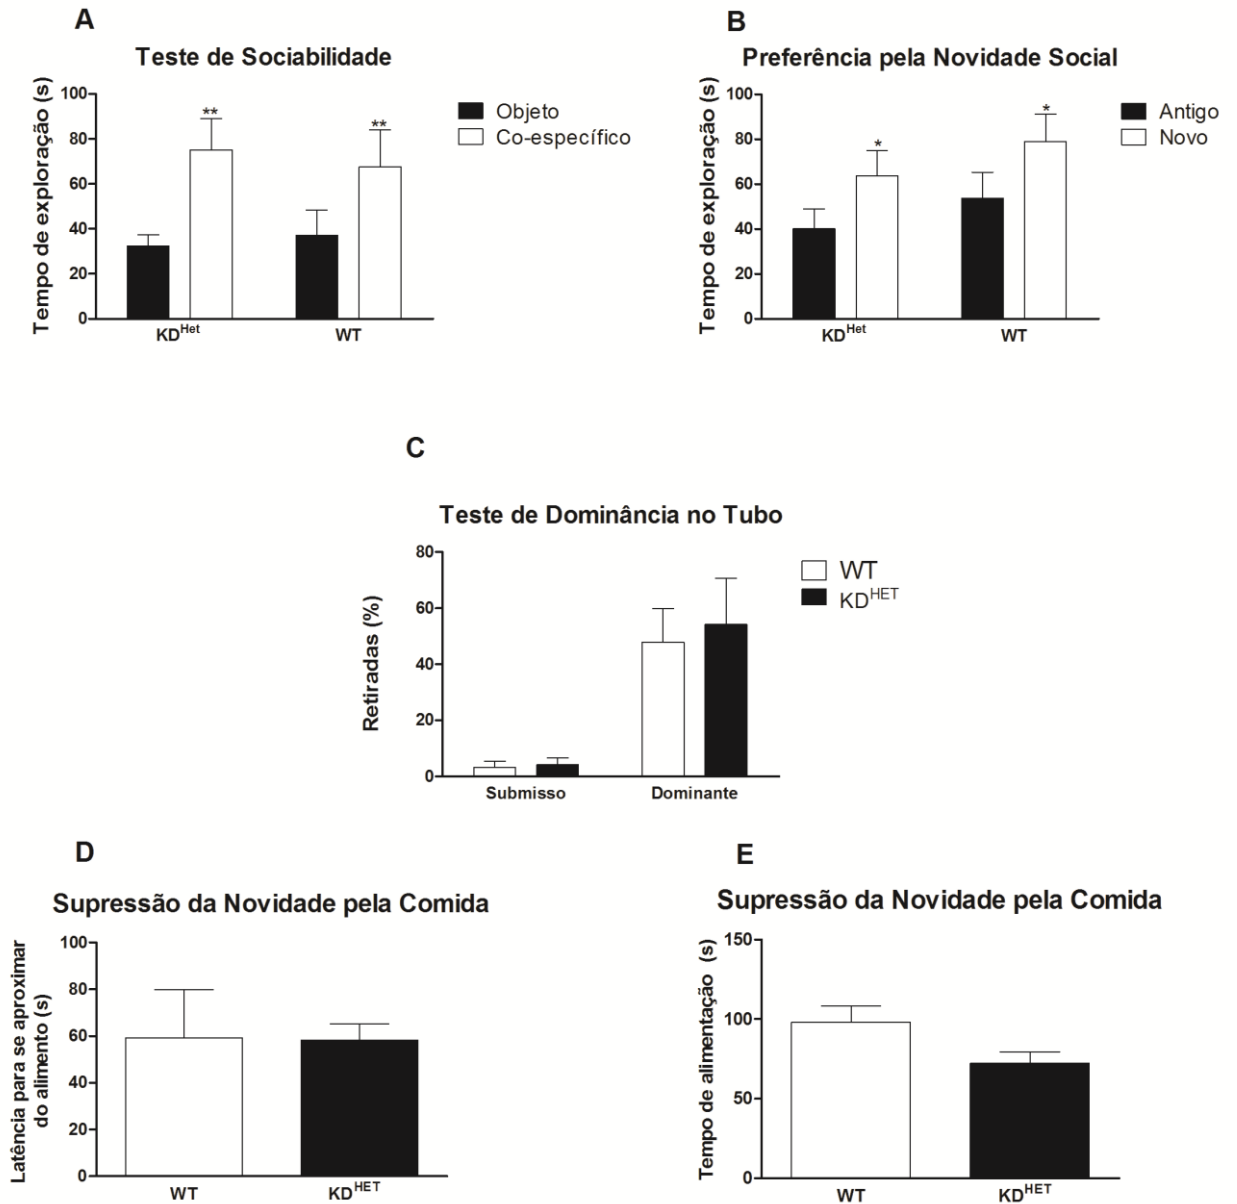 A
Teste de Sociabilidade
Tempo de exploração (s)
100
80
60
40
20
0
**
**
KD^Het
WT
Objeto
Co-específico
B
Preferência pela Novidade Social
Tempo de exploração (s)
100
80
60
40
20
0
*
*
KD^Het
WT
Antigo
Novo
C
Teste de Dominância no Tubo
Retiradas (%)
80
60
40
20
0
Submisso
Dominante
WT
KD^HET
D
Supressão da Novidade pela Comida
Latência para se aproximar
do alimento (s)
100
80
60
40
20
0
WT
KD^HET
E
Supressão da Novidade pela Comida
Tempo de alimentação (s)
150
100
50
0
WT
KD^HET